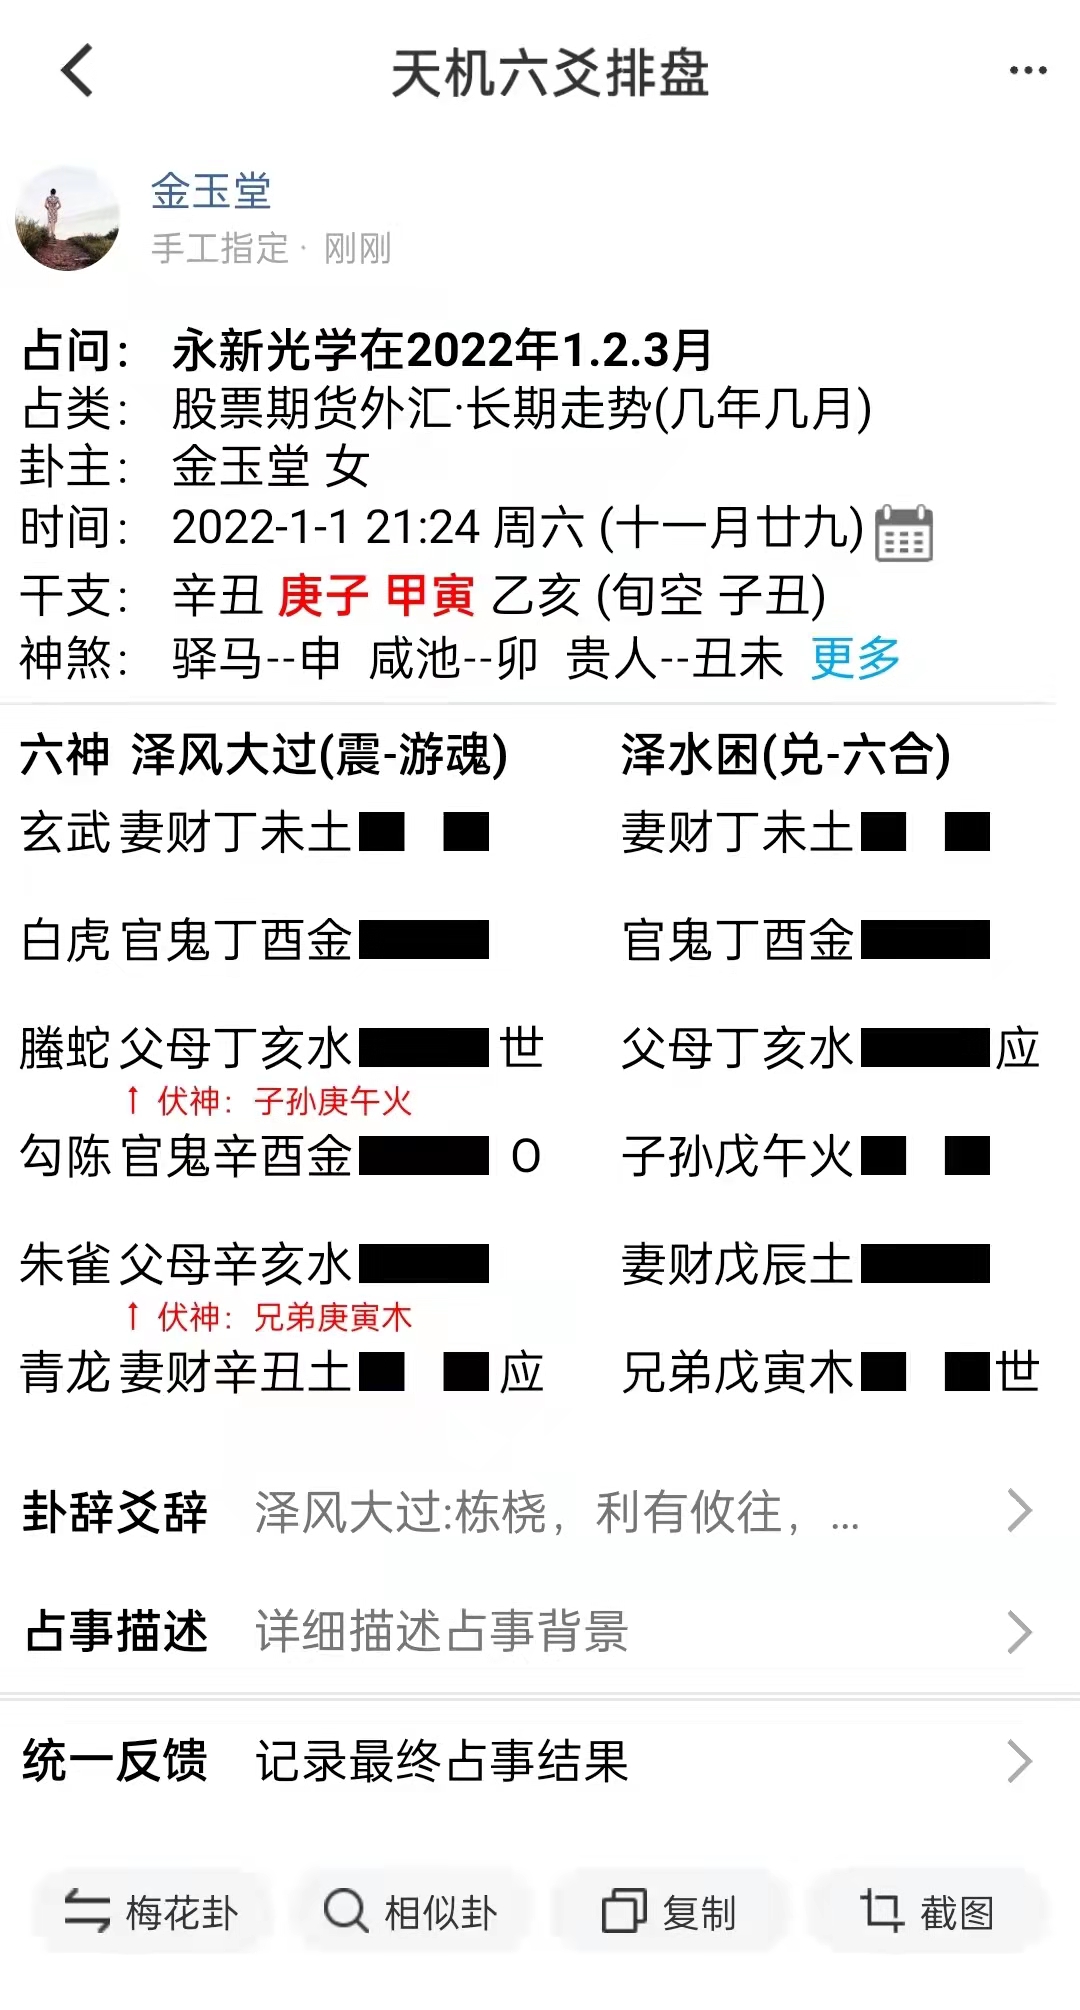 天机六爻排盘
金玉堂
手工指定 · 刚刚
占问： 永新光学在2022年1.2.3月
占类： 股票期货外汇·长期走势(几年几月)
卦主： 金玉堂 女
时间： 2022-1-1 21:24 周六 (十一月廿九)
干支： 辛丑 庚子 甲寅 乙亥 (旬空 子丑)
神煞： 驿马--申 咸池--卯 贵人--丑未 更多
六神 泽风大过(震-游魂) 泽水困(兑-六合)
玄武 妻财丁未土 妻财丁未土
白虎 官鬼丁酉金 官鬼丁酉金
螣蛇 父母丁亥水 世 父母丁亥水 应
↑ 伏神：子孙庚午火
勾陈 官鬼辛酉金 O 子孙戊午火
朱雀 父母辛亥水 妻财戊辰土
↑ 伏神：兄弟庚寅木
青龙 妻财辛丑土 应 兄弟戊寅木 世
卦辞爻辞 泽风大过:栋桡，利有攸往，...
占事描述 详细描述占事背景
统一反馈 记录最终占事结果
梅花卦 相似卦 复制 截图